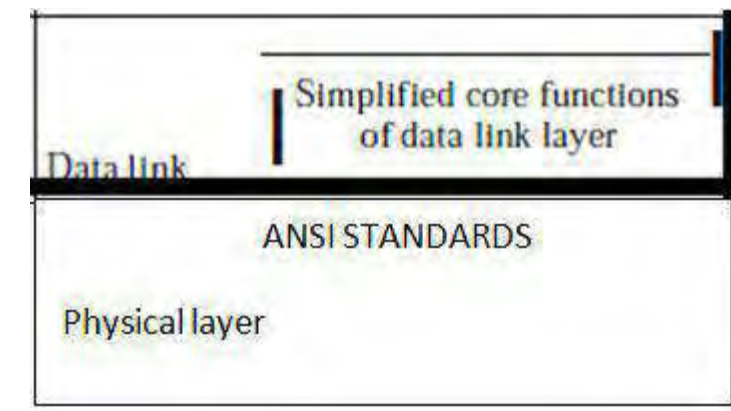 Simplified core functions
of data link layer
Data link
ANSI STANDARDS
Physical layer